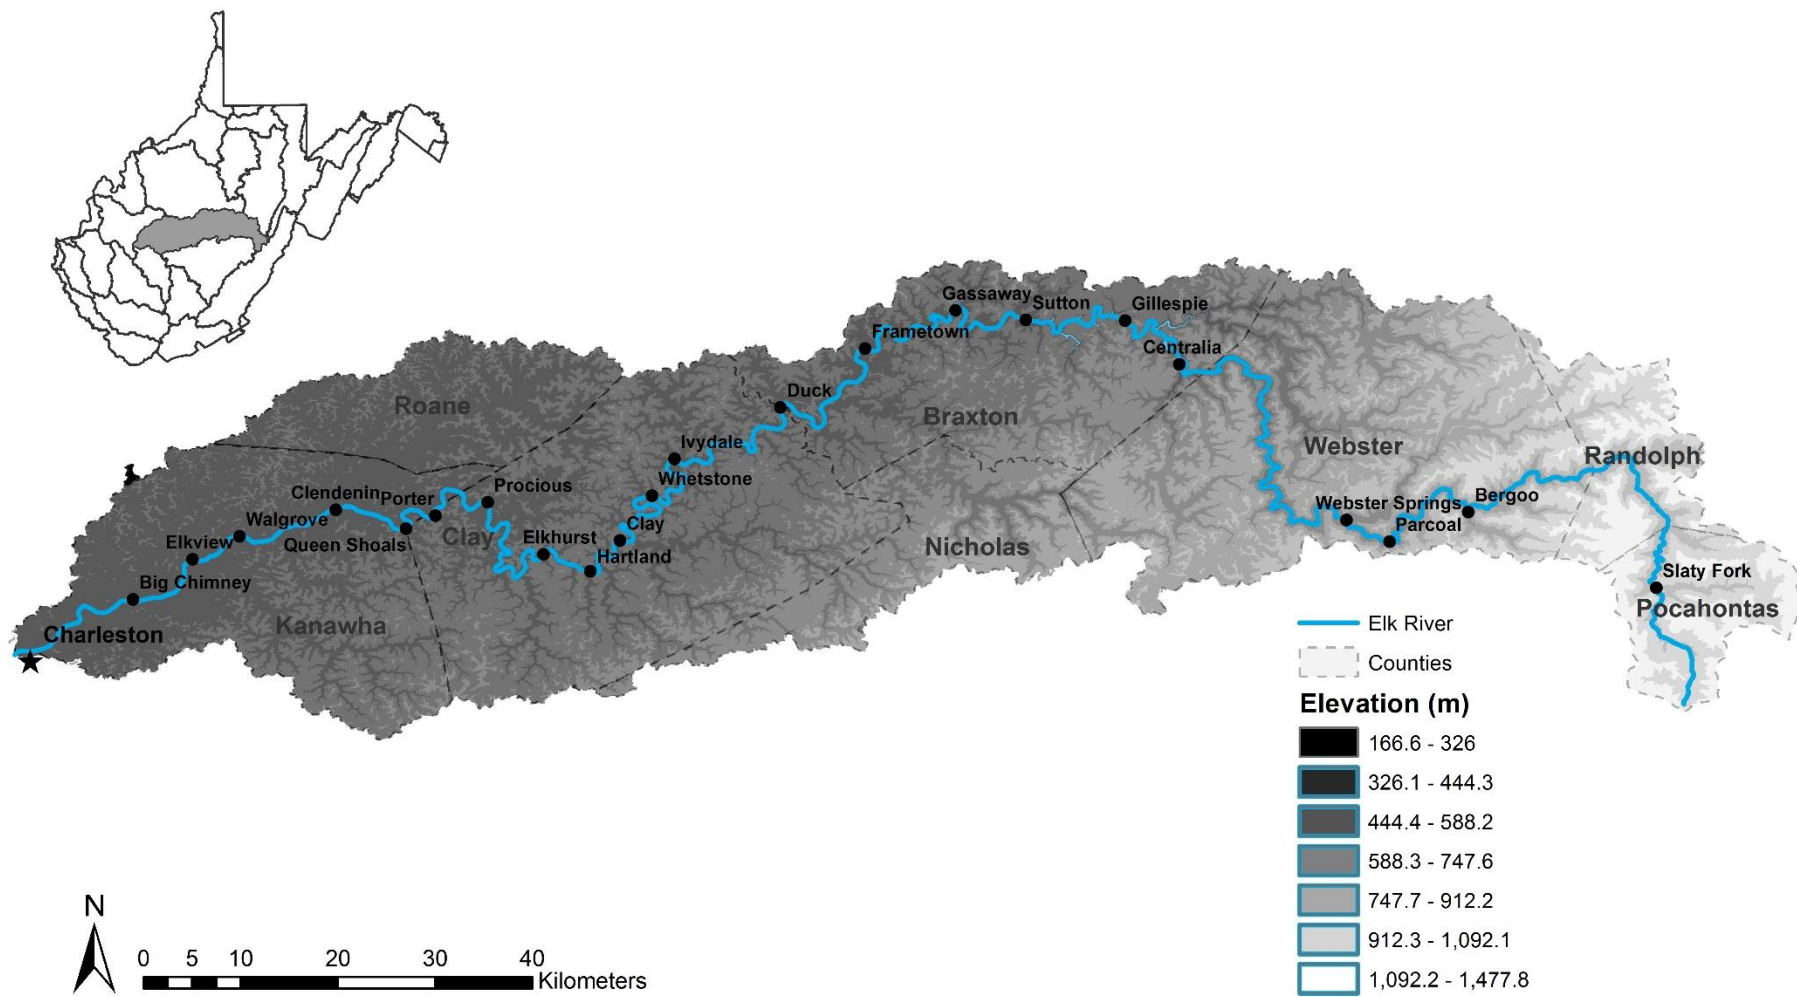 Gassaway
Sutton
Gillespie
Frametown
Centralia
Duck
Roane
Braxton
Ivydale
Webster
Randolph
Whetstone
Procious
Clendenin
Porter
Webster Springs
Bergoo
Walgrove
Clay
Parcoal
Elkview
Queen Shoals
Clay
Elkhurst
Hartland
Nicholas
Big Chimney
Slaty Fork
Pocahontas
Kanawha
Charleston
Elk River
Counties
Elevation (m)
166.6 - 326
326.1 - 444.3
444.4 - 588.2
588.3 - 747.6
747.7 - 912.2
912.3 - 1,092.1
1,092.2 - 1,477.8
N
0 5 10 20 30 40
Kilometers